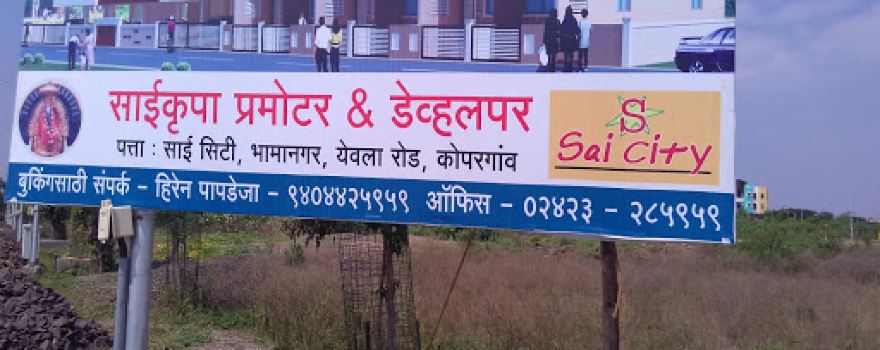 साईकृपा प्रमोटर & डेव्हलपर
पत्ता : साई सिटी, भामानगर, येवला रोड, कोपरगांव
S
Sai City
बुकिंगसाठी संपर्क – हिरेन पापडेजा – ९४०४४२५९५९ ऑफिस – ०२४२३ – २८५९५९